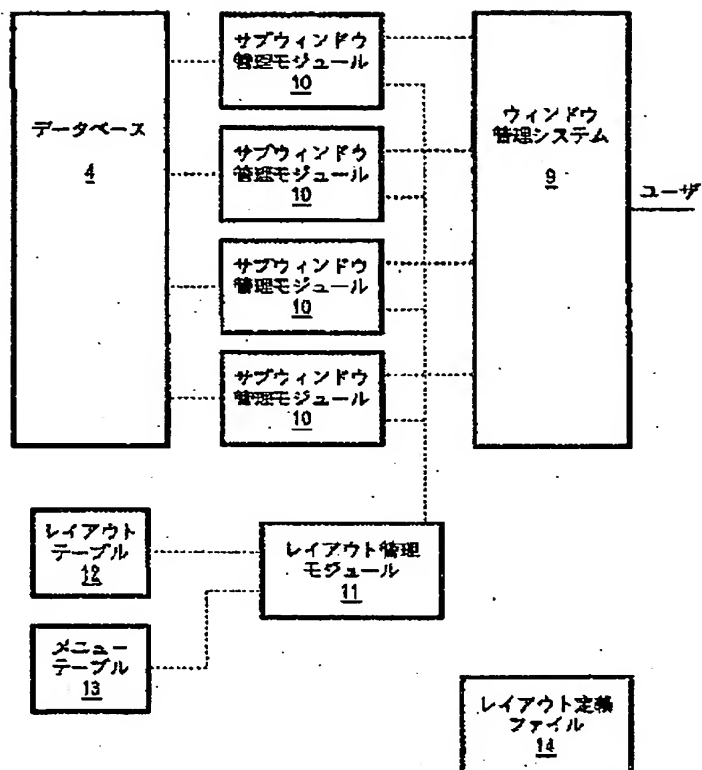 データベース
4
サブウィンドウ
管理モジュール
10
サブウィンドウ
管理モジュール
10
サブウィンドウ
管理モジュール
10
サブウィンドウ
管理モジュール
10
ウィンドウ
管理システム
9
ユーザ
レイアウト
テーブル
12
メニュー
テーブル
13
レイアウト管理
モジュール
11
レイアウト定義
ファイル
14